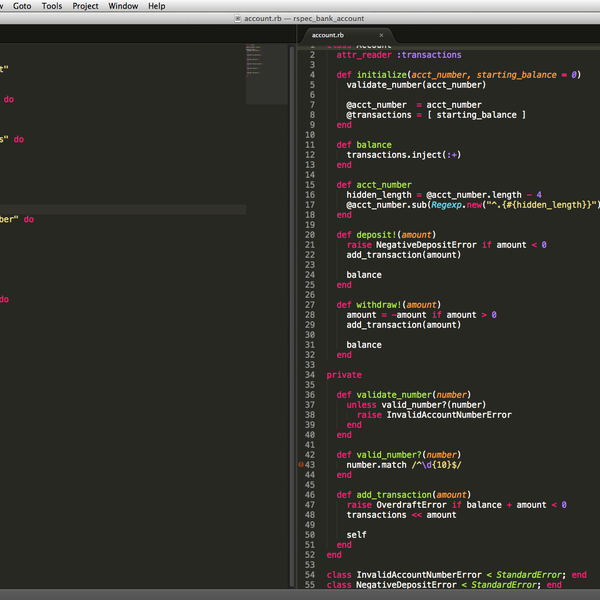 Goto Tools Project Window Help
account.rb — rspec_bank_account
account.rb ×
t"
do
s" do
ber" do
do
1 class Account
2 attr_reader :transactions
3
4 def initialize(acct_number, starting_balance = 0)
5 validate_number(acct_number)
6
7 @acct_number = acct_number
8 @transactions = [ starting_balance ]
9 end
10
11 def balance
12 transactions.inject(:+)
13 end
14
15 def acct_number
16 hidden_length = @acct_number.length - 4
17 @acct_number.sub(Regexp.new("^.{#{hidden_length}}")
18 end
19
20 def deposit!(amount)
21 raise NegativeDepositError if amount < 0
22 add_transaction(amount)
23
24 balance
25 end
26
27 def withdraw!(amount)
28 amount = -amount if amount > 0
29 add_transaction(amount)
30
31 balance
32 end
33
34 private
35
36 def validate_number(number)
37 unless valid_number?(number)
38 raise InvalidAccountNumberError
39 end
40 end
41
42 def valid_number?(number)
43 number.match /^\d{10}$/
44 end
45
46 def add_transaction(amount)
47 raise OverdraftError if balance + amount < 0
48 transactions << amount
49
50 self
51 end
52 end
53
54 class InvalidAccountNumberError < StandardError; end
55 class NegativeDepositError < StandardError; end